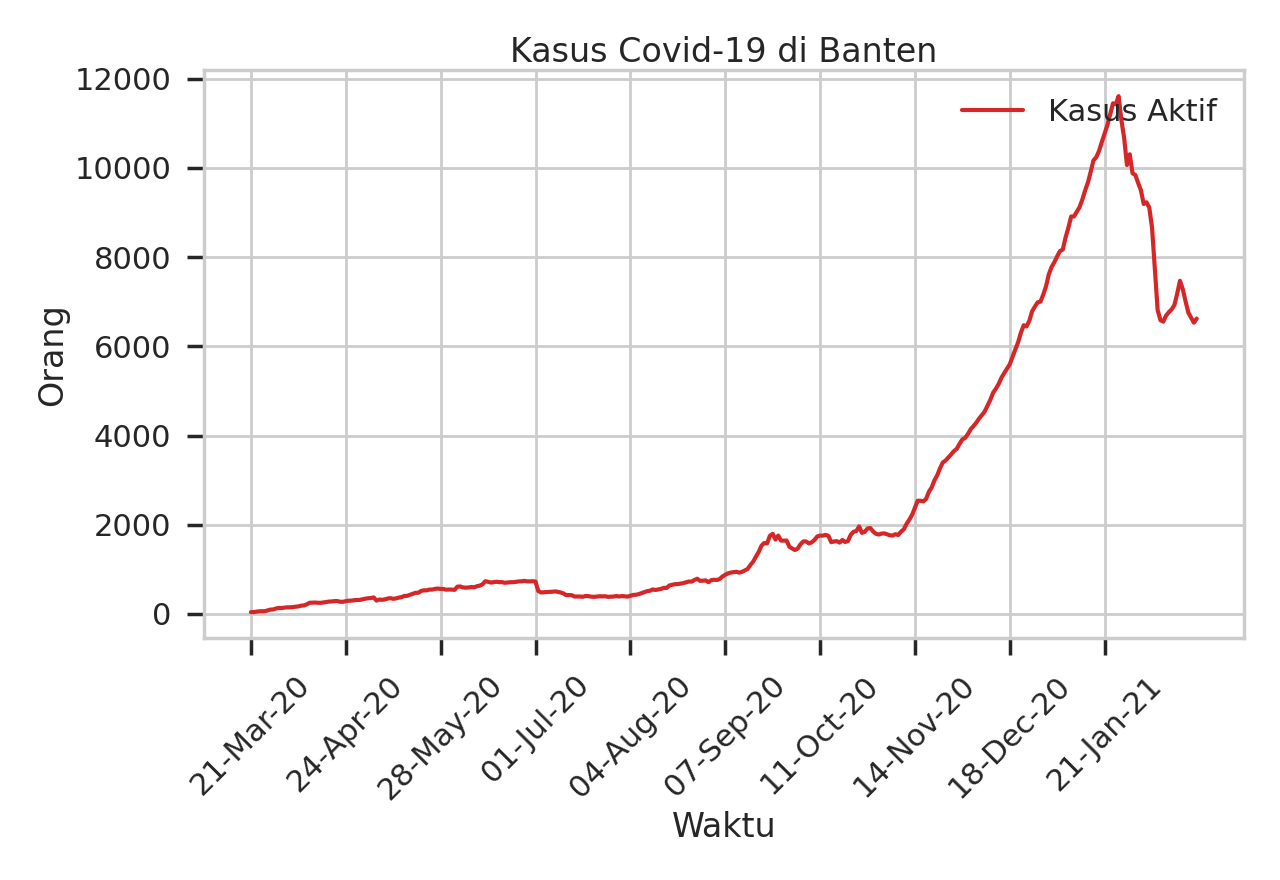 Kasus Covid-19 di Banten
12000
10000
8000
6000
4000
2000
0
Orang
Kasus Aktif
21-Mar-20
24-Apr-20
28-May-20
01-Jul-20
04-Aug-20
07-Sep-20
11-Oct-20
14-Nov-20
18-Dec-20
21-Jan-21
Waktu